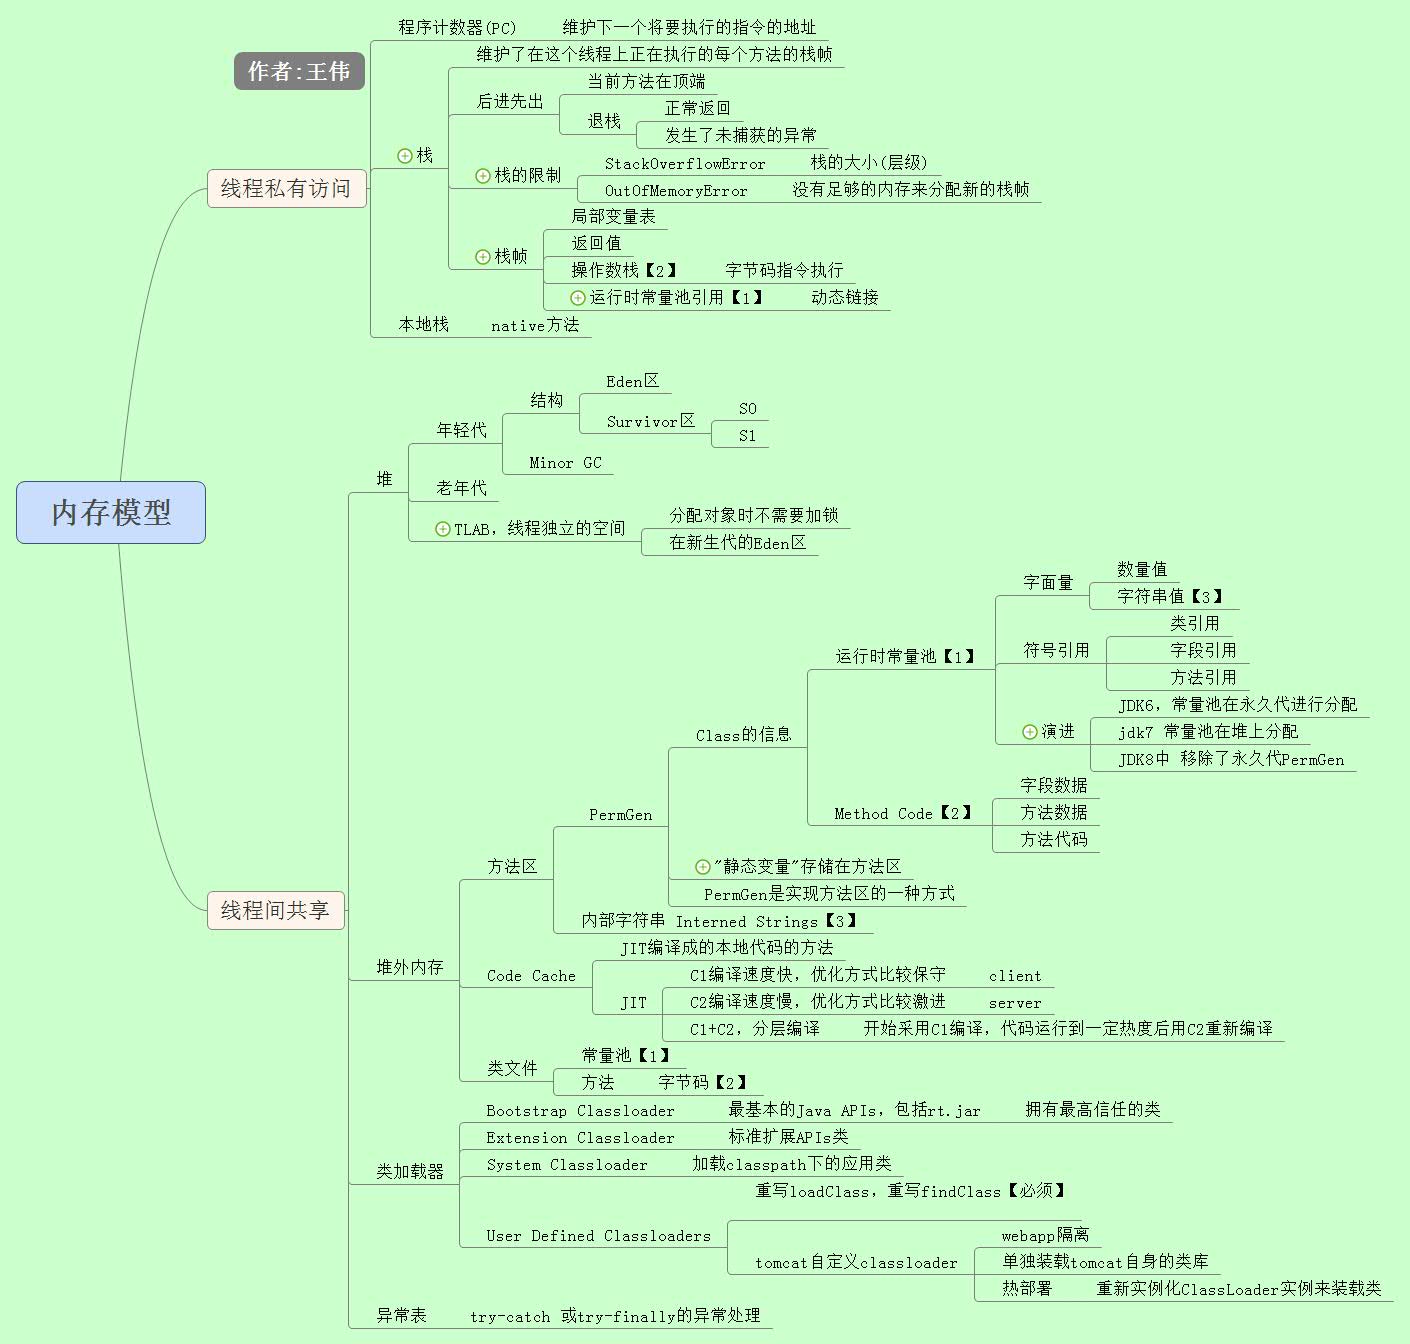 作者:王伟
内存模型
线程私有访问
程序计数器(PC) 维护下一个将要执行的指令的地址
栈
维护了在这个线程上正在执行的每个方法的栈帧
后进先出
当前方法在顶端
退栈
正常返回
发生了未捕获的异常
栈的限制
StackOverflowError 栈的大小(层级)
OutOfMemoryError 没有足够的内存来分配新的栈帧
栈帧
局部变量表
返回值
操作数栈【2】 字节码指令执行
运行时常量池引用【1】 动态链接
本地栈 native方法
线程间共享
堆
年轻代
结构
Eden区
Survivor区
S0
S1
Minor GC
老年代
TLAB，线程独立的空间
分配对象时不需要加锁
在新生代的Eden区
堆外内存
方法区
PermGen
Class的信息
运行时常量池【1】
字面量
数量值
字符串值【3】
符号引用
类引用
字段引用
方法引用
演进
JDK6，常量池在永久代进行分配
jdk7 常量池在堆上分配
JDK8中 移除了永久代PermGen
Method Code【2】
字段数据
方法数据
方法代码
"静态变量"存储在方法区
PermGen是实现方法区的一种方式
内部字符串 Interned Strings【3】
Code Cache
JIT编译成的本地代码的方法
JIT
C1编译速度快，优化方式比较保守 client
C2编译速度慢，优化方式比较激进 server
C1+C2，分层编译 开始采用C1编译，代码运行到一定热度后用C2重新编译
类文件
常量池【1】
方法 字节码【2】
类加载器
Bootstrap Classloader 最基本的Java APIs，包括rt.jar 拥有最高信任的类
Extension Classloader 标准扩展APIs类
System Classloader 加载classpath下的应用类
User Defined Classloaders
重写loadClass，重写findClass【必须】
tomcat自定义classloader
webapp隔离
单独装载tomcat自身的类库
热部署 重新实例化ClassLoader实例来装载类
异常表 try-catch 或try-finally的异常处理